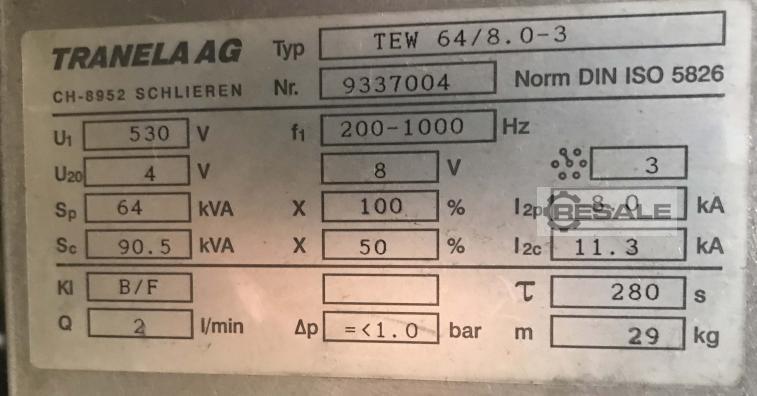 TRANELA AG Typ TEW 64/8.0-3
CH-8952 SCHLIEREN Nr. 9337004 Norm DIN ISO 5826
U1 530 V f1 200-1000 Hz
U20 4 V 8 V 3
Sp 64 kVA X 100 % I2p 8.0 kA
RESALE
Sc 90.5 kVA X 50 % I2c 11.3 kA
Kl B/F τ 280 s
Q 2 l/min Δp =<1.0 bar m 29 kg